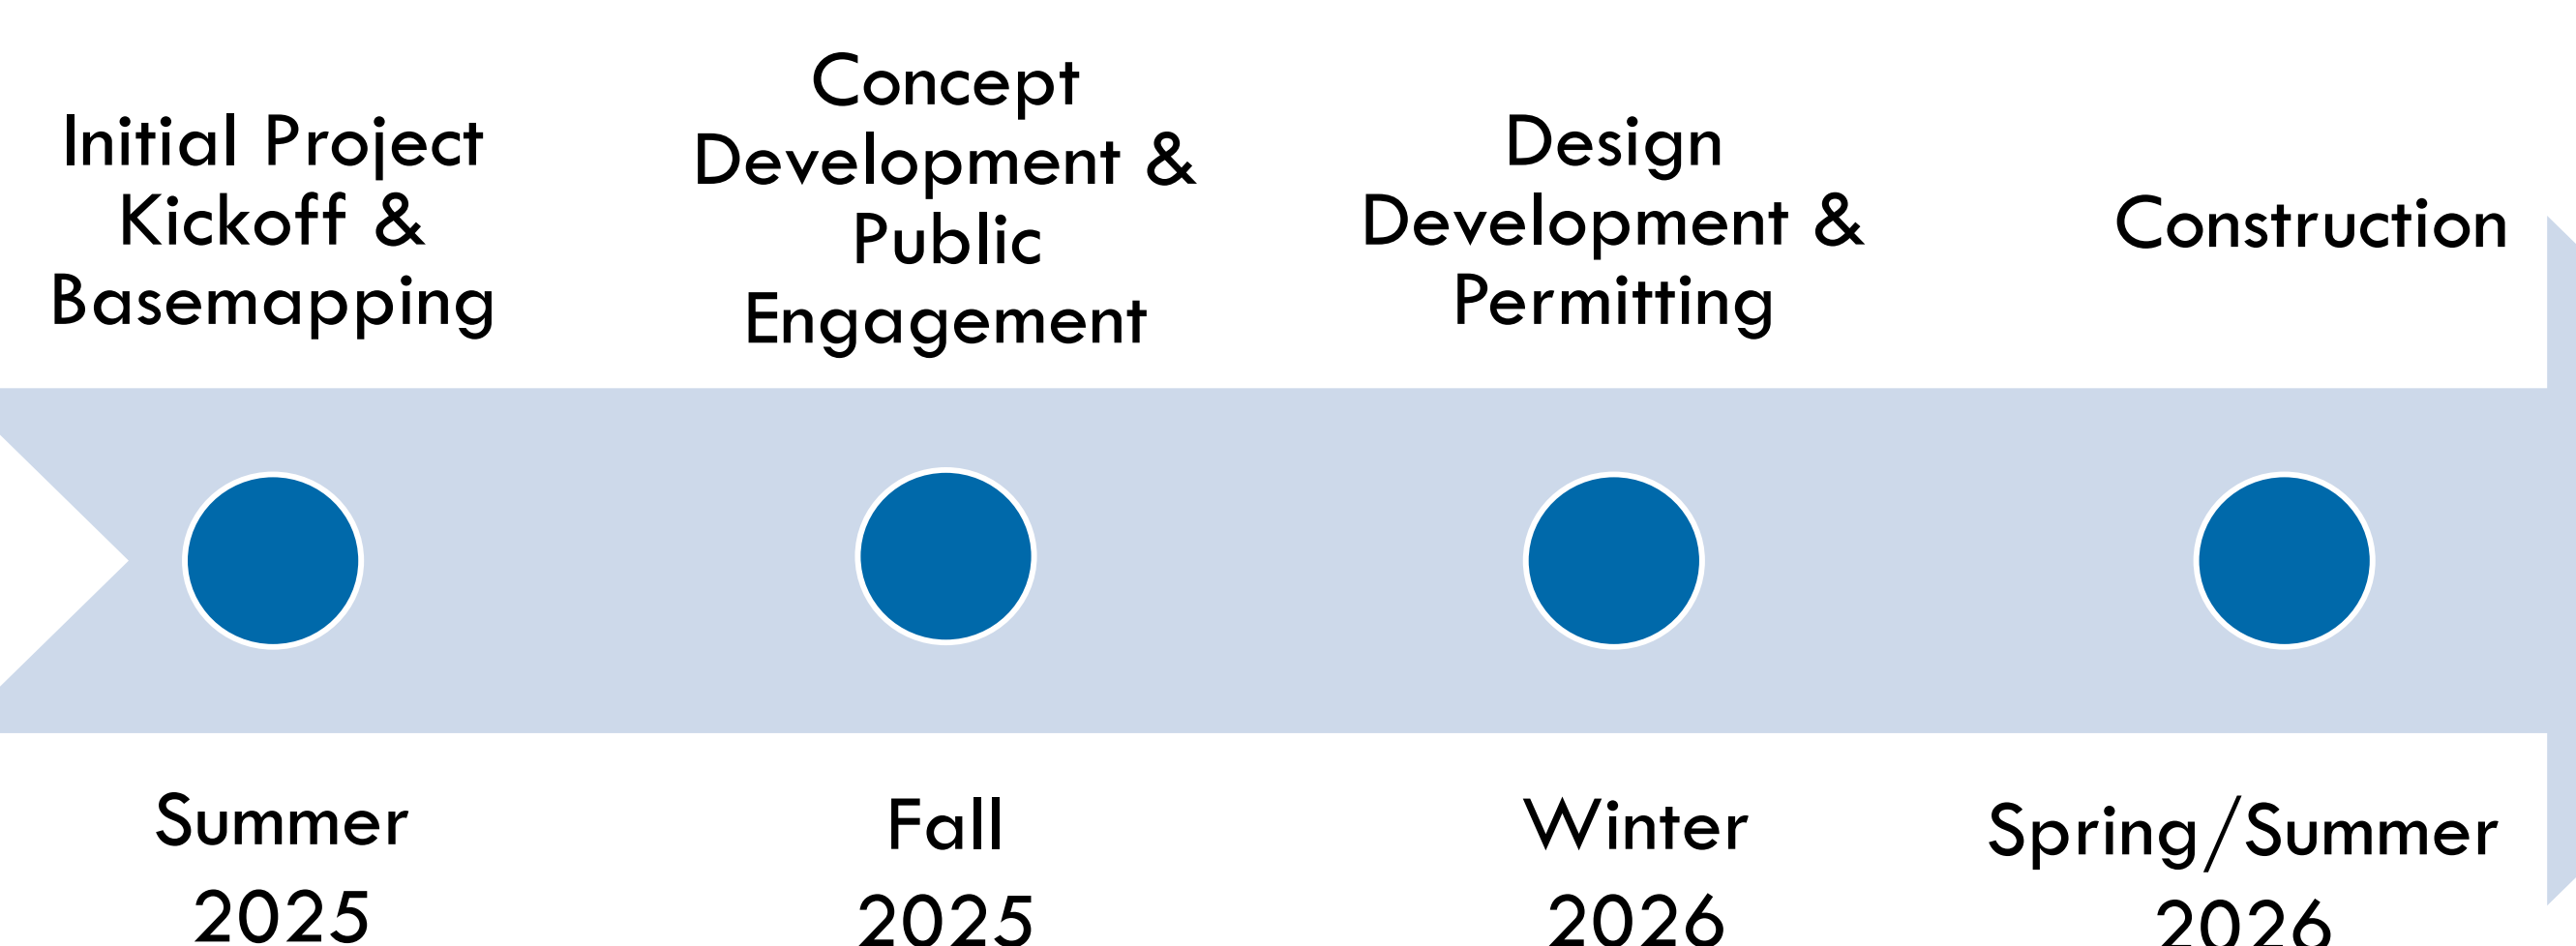 Initial Project
Kickoff &
Basemapping
Concept
Development &
Public
Engagement
Design
Development &
Permitting
Construction
Summer
2025
Fall
2025
Winter
2026
Spring/Summer
2026